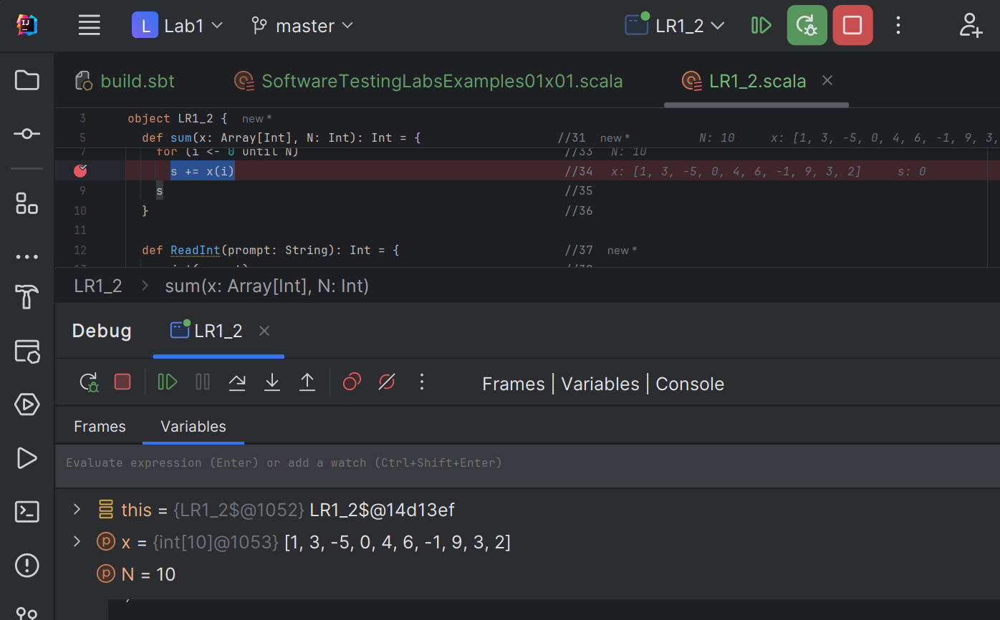 IJ L Lab1 master LR1_2
build.sbt SoftwareTestingLabsExamples01x01.scala LR1_2.scala
3 object LR1_2 { new *
5 def sum(x: Array[Int], N: Int): Int = { //31 new * N: 10 x: [1, 3, -5, 0, 4, 6, -1, 9, 3,
7 for (i <- 0 until N) //33 N: 10
s += x(i) //34 x: [1, 3, -5, 0, 4, 6, -1, 9, 3, 2] s: 0
9 s //35
10 } //36
11
12 def ReadInt(prompt: String): Int = { //37 new *
LR1_2 > sum(x: Array[Int], N: Int)
Debug LR1_2
Frames | Variables | Console
Frames Variables
Evaluate expression (Enter) or add a watch (Ctrl+Shift+Enter)
this = {LR1_2$@1052} LR1_2$@14d13ef
p x = {int[10]@1053} [1, 3, -5, 0, 4, 6, -1, 9, 3, 2]
p N = 10